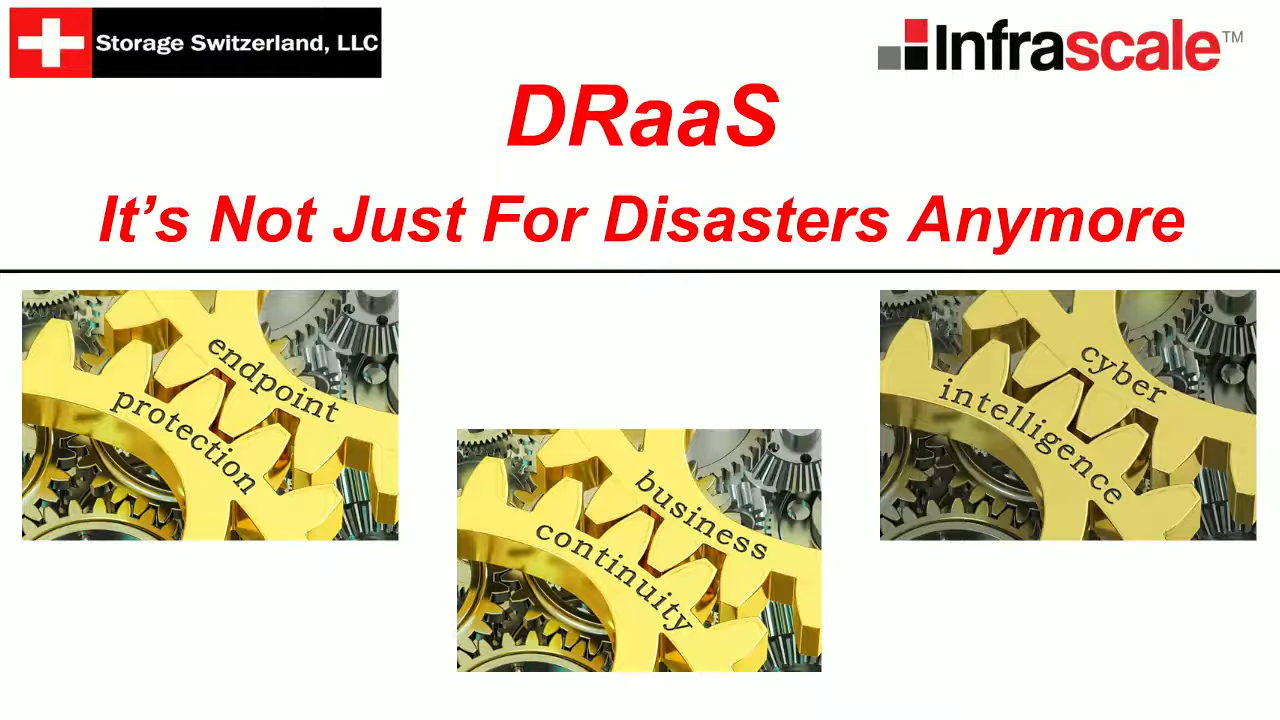 Storage Switzerland, LLC
Infrascale™
DRaaS
It's Not Just For Disasters Anymore
endpoint
protection
business
continuity
cyber
intelligence